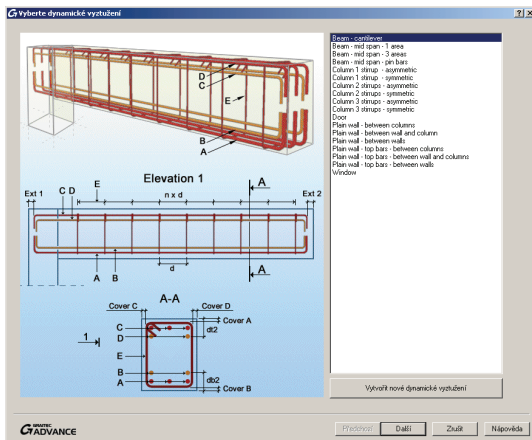 Vyberte dynamické vyztužení
D
C
E
B
A
Elevation 1
A
Ext 1
C D
E
n x d
Ext 2
A
B
d
A
A-A
Cover C
Cover D
Cover A
C
D
dt2
1
E
B
A
db2
Cover B
Beam - cantilever
Beam - mid span - 1 area
Beam - mid span - 3 areas
Beam - mid span - pin bars
Column 1 stirrup - asymmetric
Column 1 stirup - symmetric
Column 2 stirrups - asymmetric
Column 2 stirrups - symmetric
Column 3 stirrups - asymmetric
Column 3 stirrups - symmetric
Door
Plain wall - between columns
Plain wall - between wall and column
Plain wall - between walls
Plain wall - top bars - between columns
Plain wall - top bars - between wall and columns
Plain wall - top bars - between walls
Window
Vytvořit nové dynamické vyztužení
GRAITEC
ADVANCE
Předchozí
Další
Zrušit
Nápověda